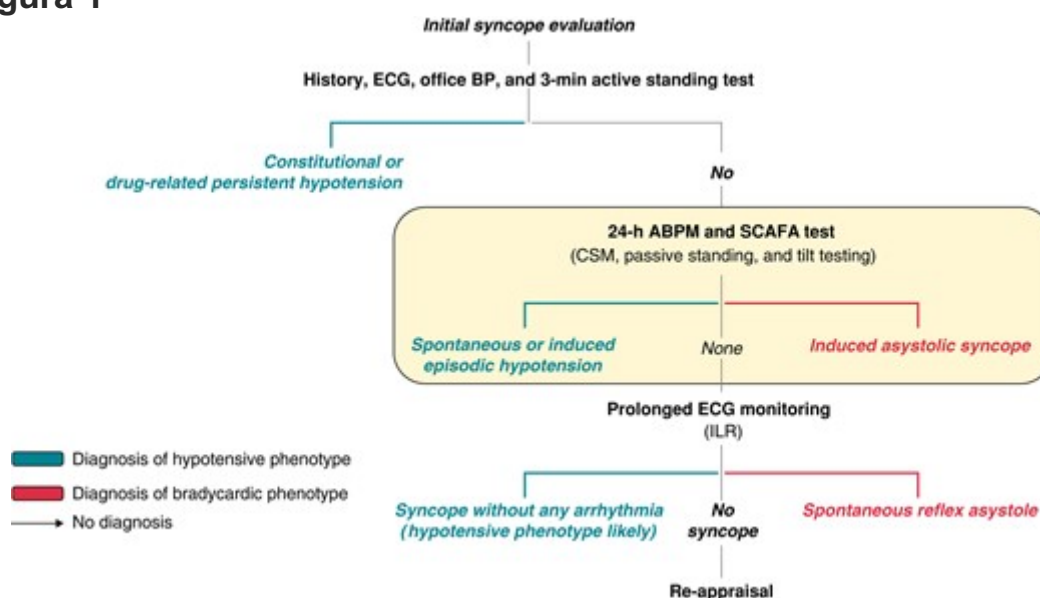 gura 1
Initial syncope evaluation
History, ECG, office BP, and 3-min active standing test
Constitutional or
drug-related persistent hypotension
No
24-h ABPM and SCAFA test
(CSM, passive standing, and tilt testing)
Spontaneous or induced
episodic hypotension
None
Induced asystolic syncope
Prolonged ECG monitoring
(ILR)
Diagnosis of hypotensive phenotype
Diagnosis of bradycardic phenotype
No diagnosis
Syncope without any arrhythmia
(hypotensive phenotype likely)
No
syncope
Spontaneous reflex asystole
Re-appraisal